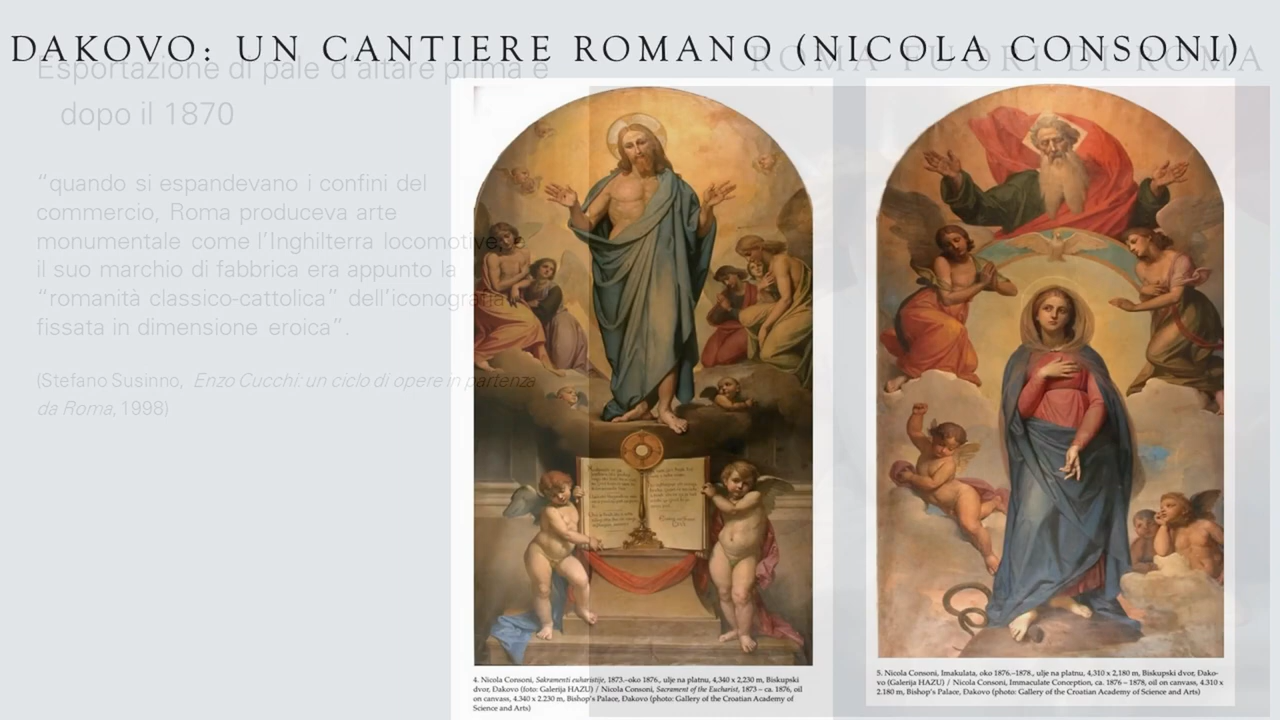 DAKOVO: UN CANTIERE ROMANO (NICOLA CONSONI)
ROMA FUORI DI ROMA
Esportazione di pale d'altare prima e
dopo il 1870
“quando si espandevano i confini del
commercio, Roma produceva arte
monumentale come l’Inghilterra locomotive; e
il suo marchio di fabbrica era appunto la
“romanità classico-cattolica” dell’iconografia
fissata in dimensione eroica”
(Stefano Susinno, Enzo Cucchi: un ciclo di opere in partenza
da Roma, 1998)
4. Nicola Consoni, Sakramenti euharistije, 1873.–oko 1876., ulje na platnu, 4,340 x 2,230 m, Biskupski
dvor, Dakovo (foto: Galerija HAZU) / Nicola Consoni, Sacrament of the Eucharist, 1873 – ca. 1876, oil
on canvass, 4.340 x 2.230 m, Bishop's Palace, Dakovo (photo: Gallery of the Croatian Academy of
Science and Arts)
5. Nicola Consoni, Imakulata, oko 1876.–1878., ulje na platnu, 4,310 x 2,180 m, Biskupski dvor, Đako-
vo (Galerija HAZU) / Nicola Consoni, Immaculate Conception, ca. 1876 – 1878, oil on canvass, 4.310 x
2.180 m, Bishop's Palace, Dakovo (photo: Gallery of the Croatian Academy of Science and Arts)